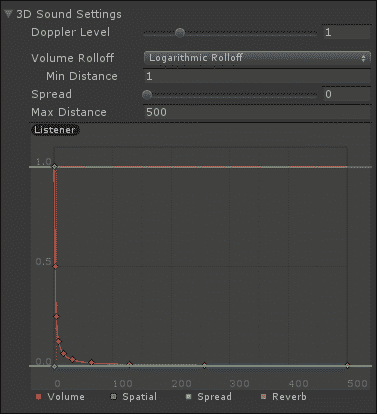 3D Sound Settings
Doppler Level 1
Volume Rolloff Logarithmic Rolloff
Min Distance 1
Spread 0
Max Distance 500
Listener
1.0
0.5
0.0
0 100 200 300 400 500
Volume Spatial Spread Reverb